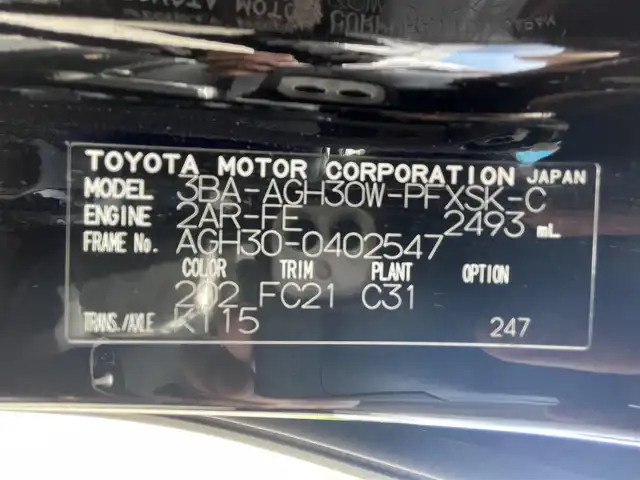 TOYOTA MOTOR CORPORATION JAPAN
MODEL 3BA-AGH30W-PFXSK-C
ENGINE 2AR-FE 2493 mL
FRAME No. AGH30-0402547
COLOR TRIM PLANT OPTION
202 FC21 C31
TRANS./AXLE K115 247